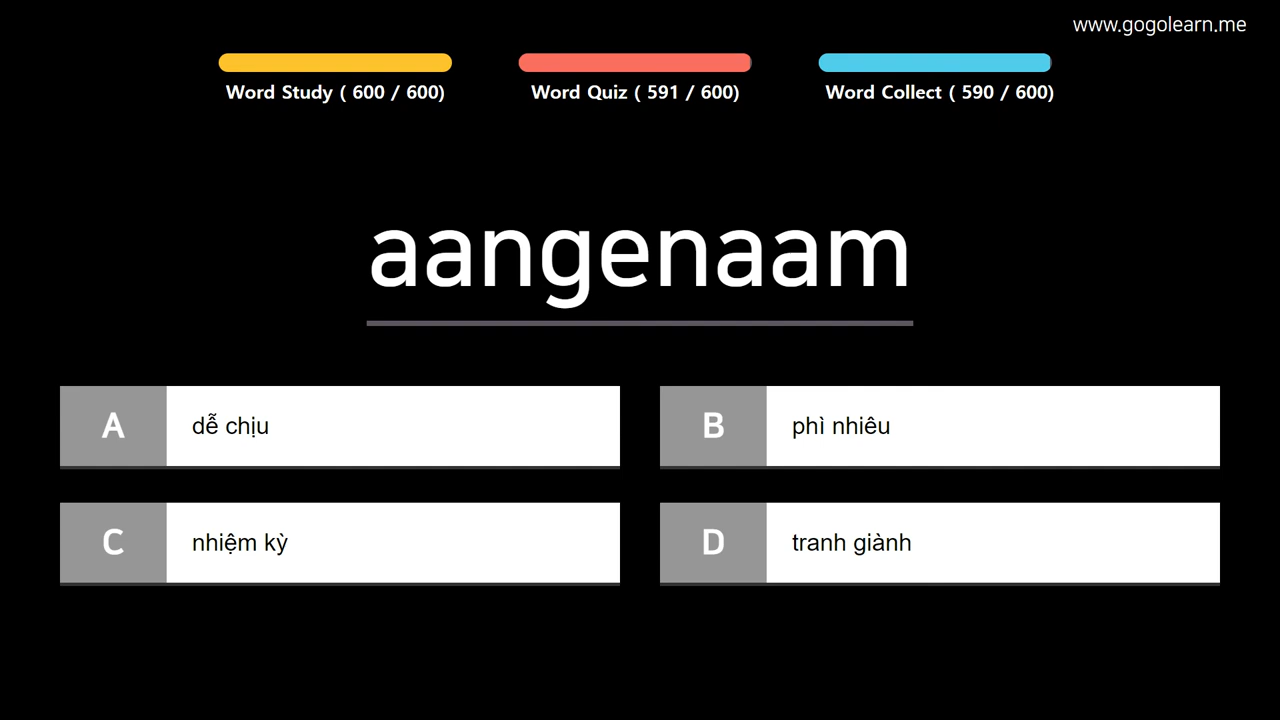 www.gogolearn.me
Word Study ( 600 / 600)
Word Quiz ( 591 / 600)
Word Collect ( 590 / 600)
aangenaam
A
dễ chịu
B
phì nhiêu
C
nhiệm kỳ
D
tranh giành